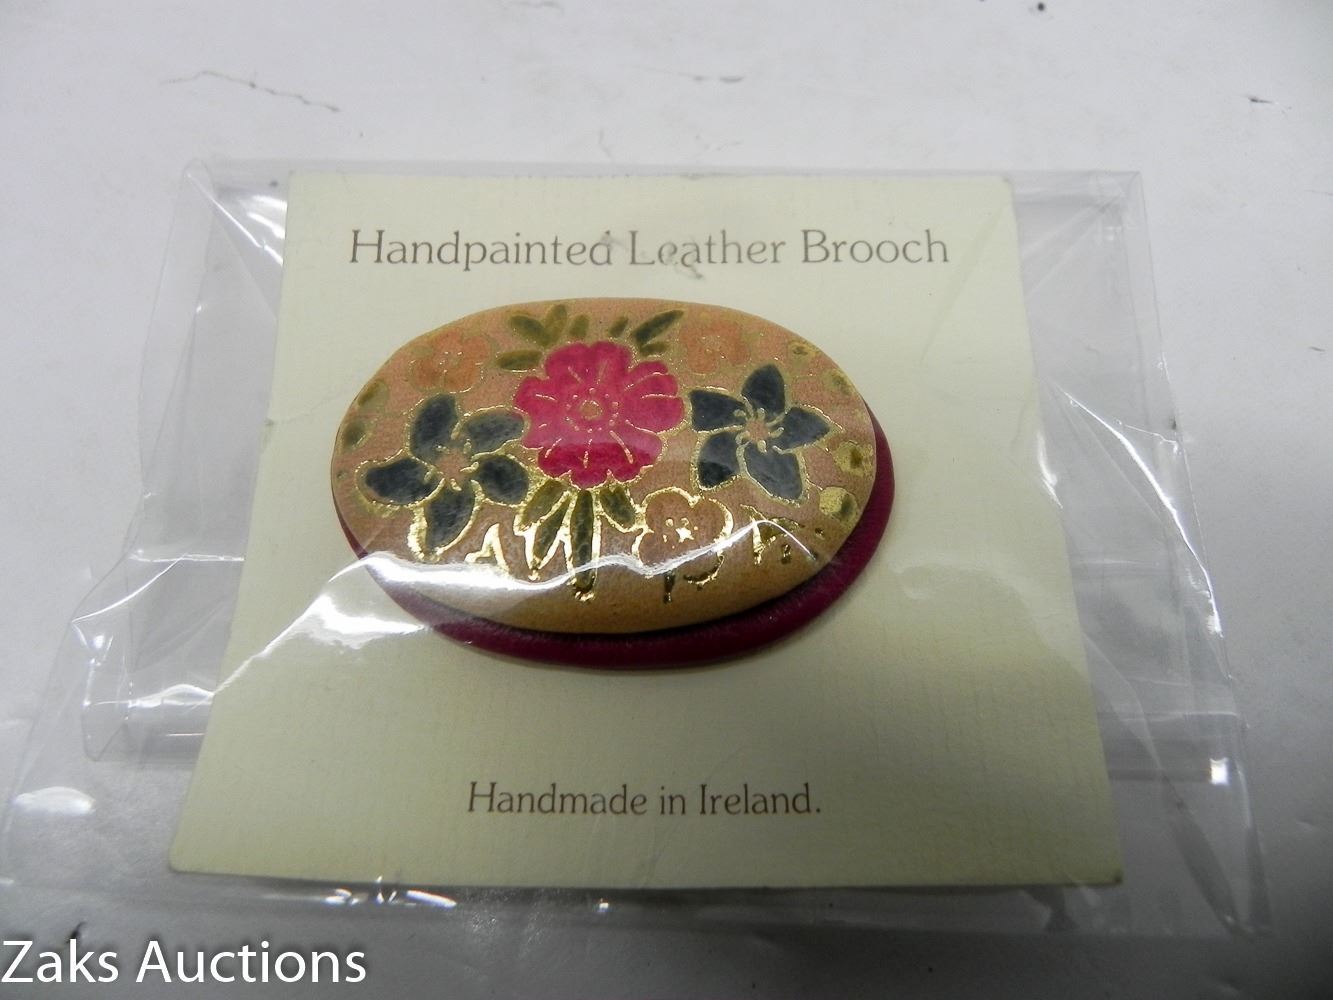 Handpainted Leather Brooch
Handmade in Ireland.
Zaks Auctions